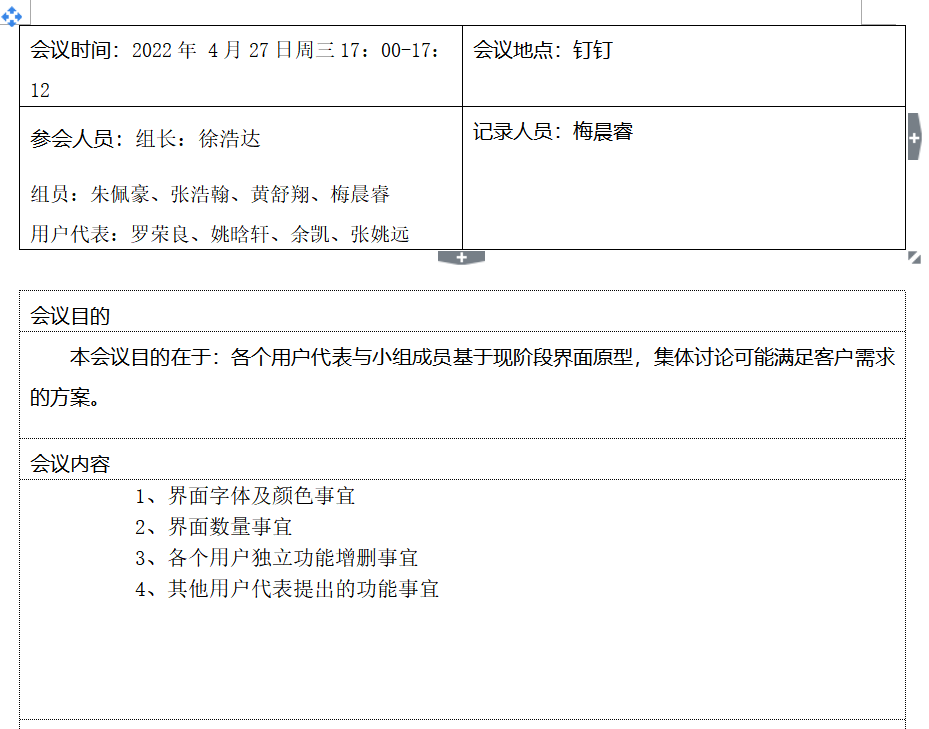 会议时间：2022 年 4 月 27 日周三 17：00-17：
12
会议地点：钉钉
参会人员：组长：徐浩达
组员：朱佩豪、张浩翰、黄舒翔、梅晨睿
用户代表：罗荣良、姚晗轩、余凯、张姚远
记录人员：梅晨睿
会议目的
本会议目的在于：各个用户代表与小组成员基于现阶段界面原型，集体讨论可能满足客户需求
的方案。
会议内容
1、界面字体及颜色事宜
2、界面数量事宜
3、各个用户独立功能增删事宜
4、其他用户代表提出的功能事宜